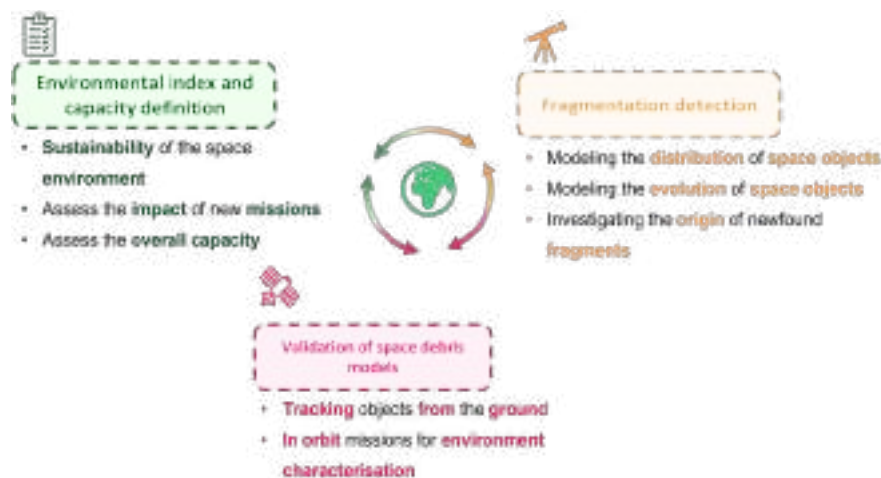 Environmental index and
capacity definition
• Sustainability of the space
environment
• Assess the impact of new missions
• Assess the overall capacity
Fragmentation detection
• Modeling the distribution of space objects
• Modeling the evolution of space objects
• Investigating the origin of newfound
fragments
Validation of space debris
models
• Tracking objects from the ground
• In orbit missions for environment
characterisation